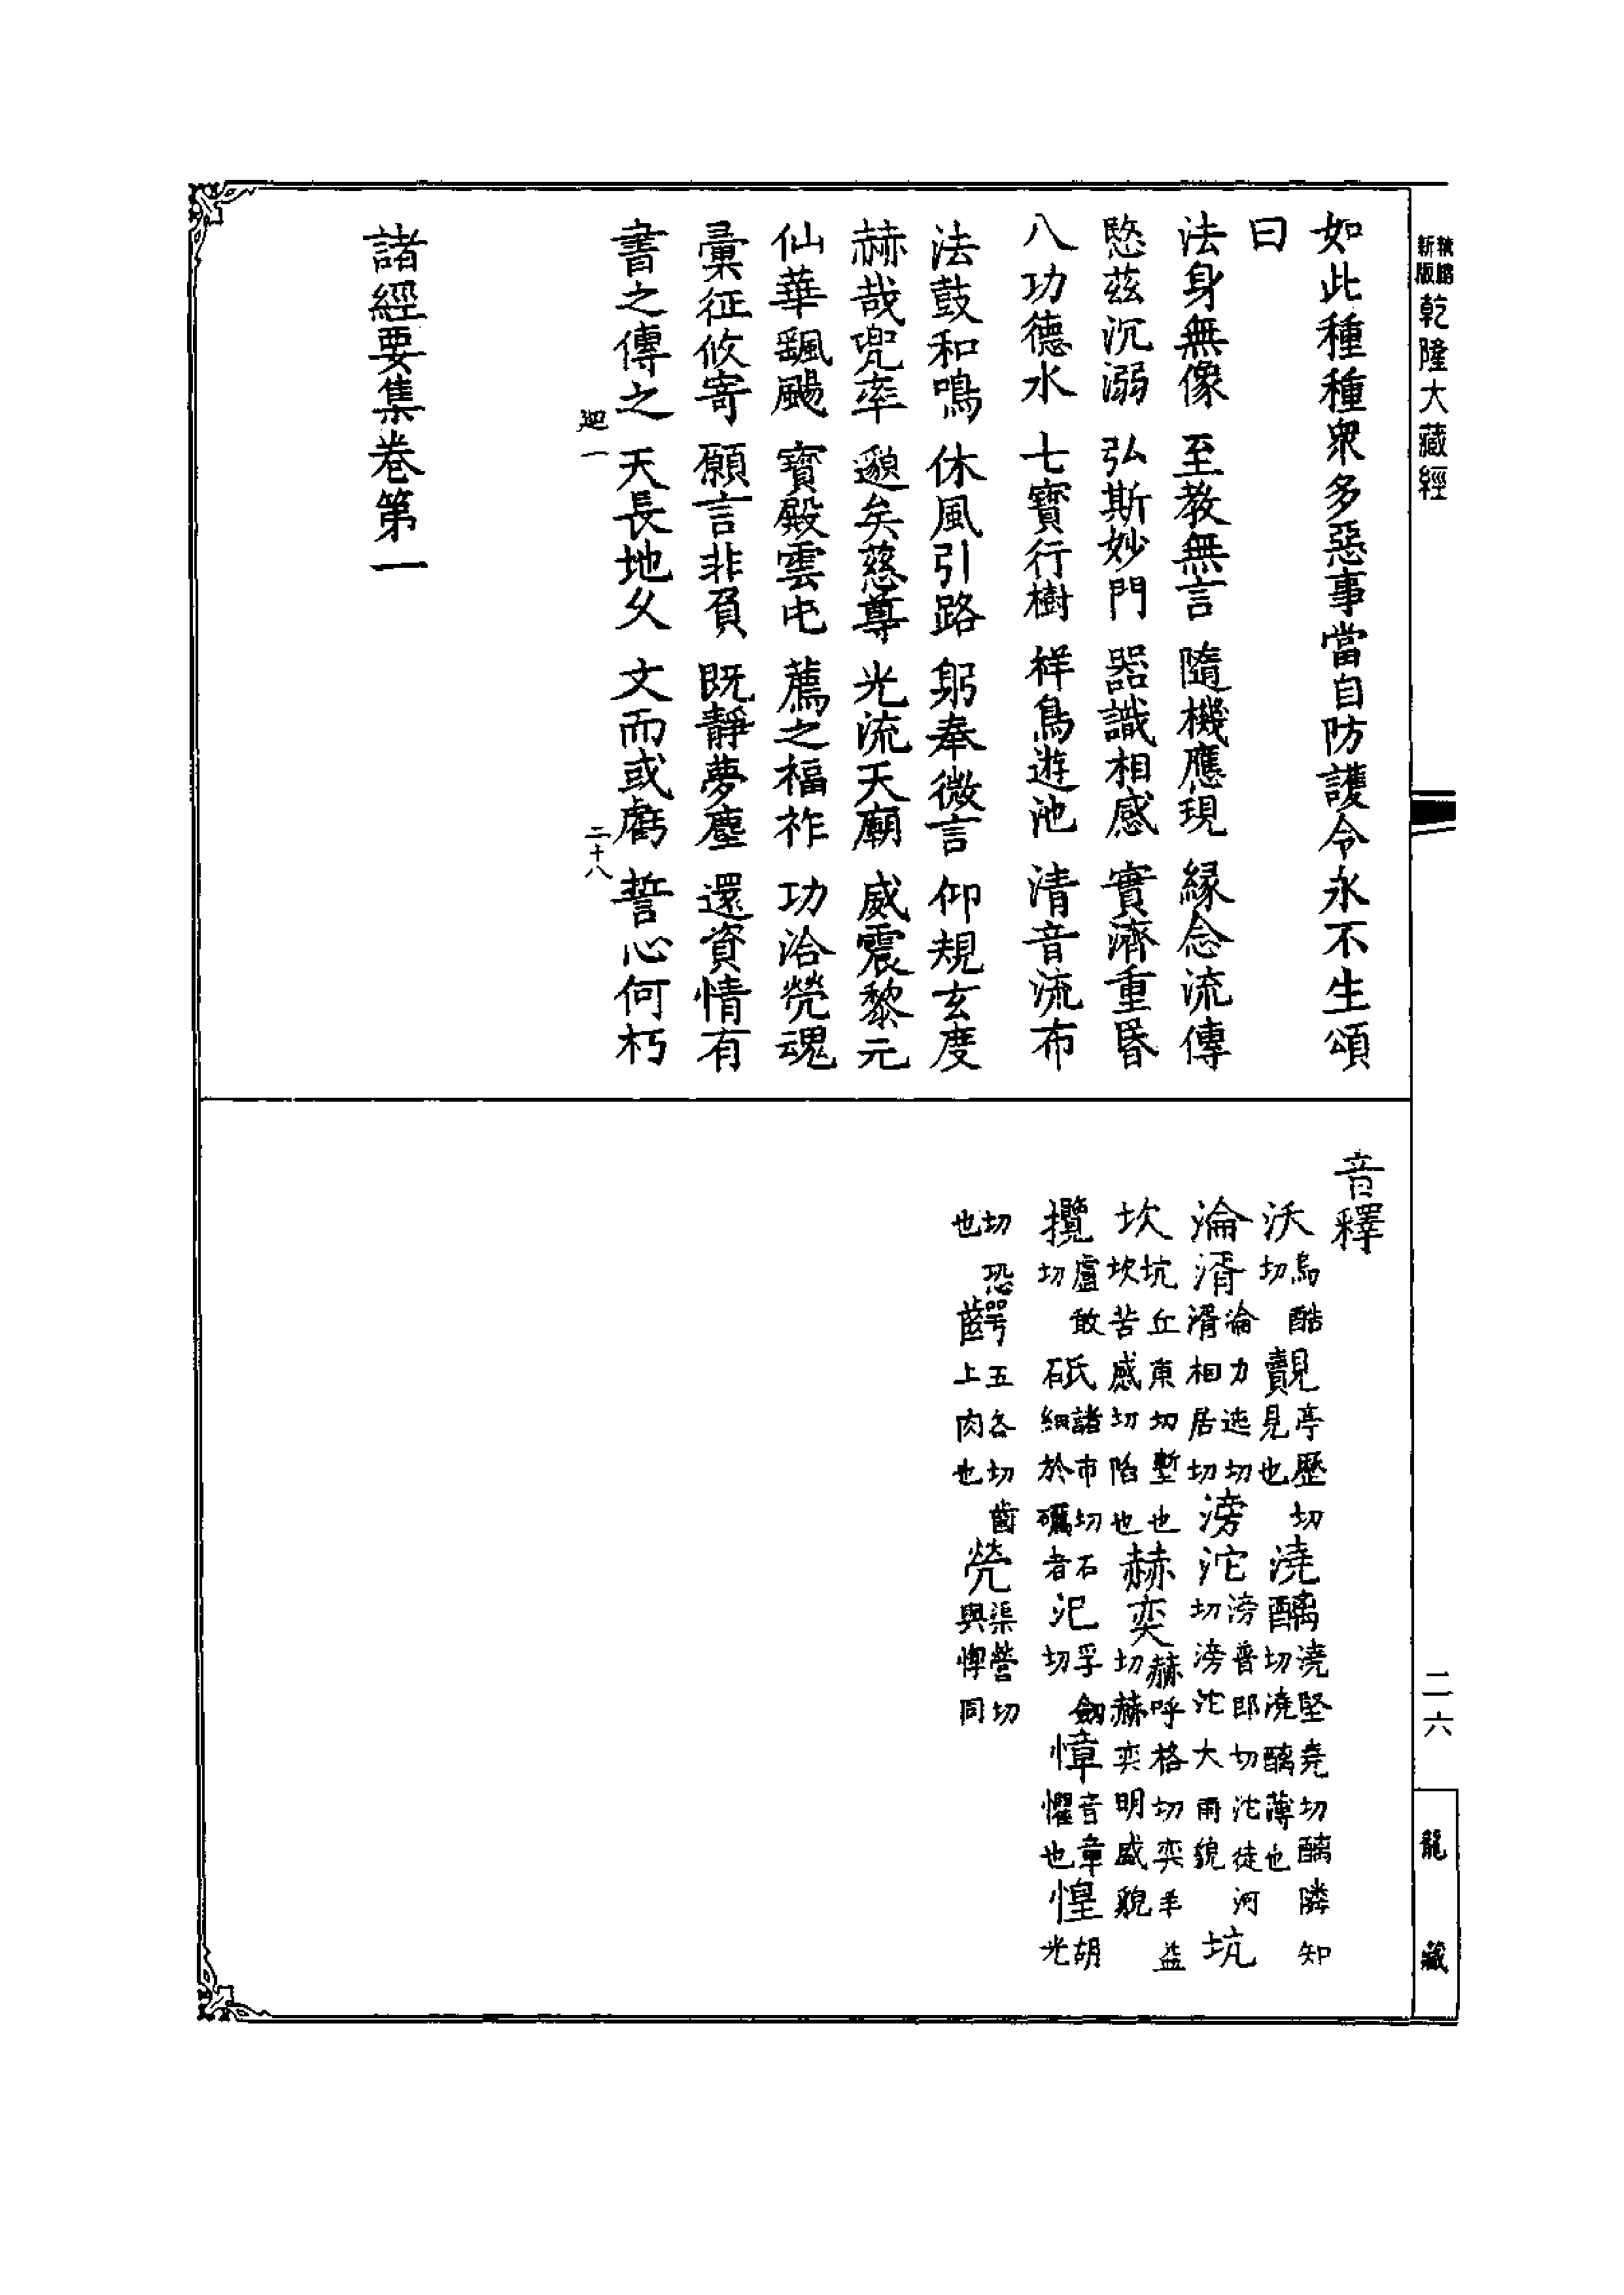 新版
乾隆大藏經
如此種種衆多惡事當自防護令永不生頌
曰
法身無像　至教無言　隨機應現　緣念流傳
愍茲沉溺　弘斯妙門　器識相感　實濟重昏
八功德水　七寶行樹　祥鳥遊池　清音流布
法鼓和鳴　休風引路　躬奉微言　仰規玄度
赫哉兜率　邈矣慈尊　光流天廟　威震黎元
仙華飄颺　寶殿雲屯　薦之福祚　功洽煢魂
彙征攸寄　願言非負　既靜夢塵　還資情有
書之傳之　天長地久　文而或虧　誓心何朽
迴一　二十八
諸經要集卷第一
音釋
沃烏酷切覿亭歷切見也澆醨澆堅堯切醨隣知切澆醨薄也
淪湑淪力迍切湑相居切滂沱滂普郎切沱徒河切滂沱大雨貌坑
坎坑丘庚切塹也坎苦感切陷也赫奕赫呼格切奕羊益切赫奕明盛貌
攬盧敢切砥諸市切石石細於礪者氾孚劒切慞音章懼也惶胡光
切恐也齶五各切齒上肉也煢渠營切與惸同
二六
龍藏